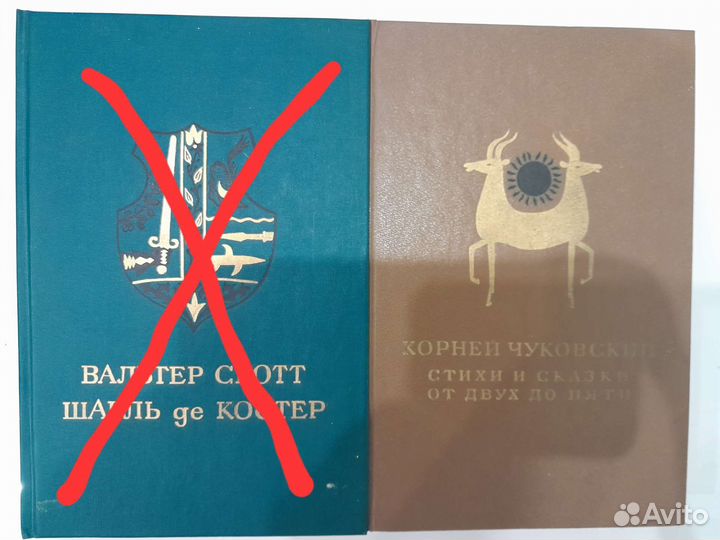 ВАЛЬТЕР СКОТТ
ШАРЛЬ де КОСТЕР
КОРНЕЙ ЧУКОВСКИЙ
СТИХИ И СКАЗКИ
ОТ ДВУХ ДО ПЯТИ
Avito